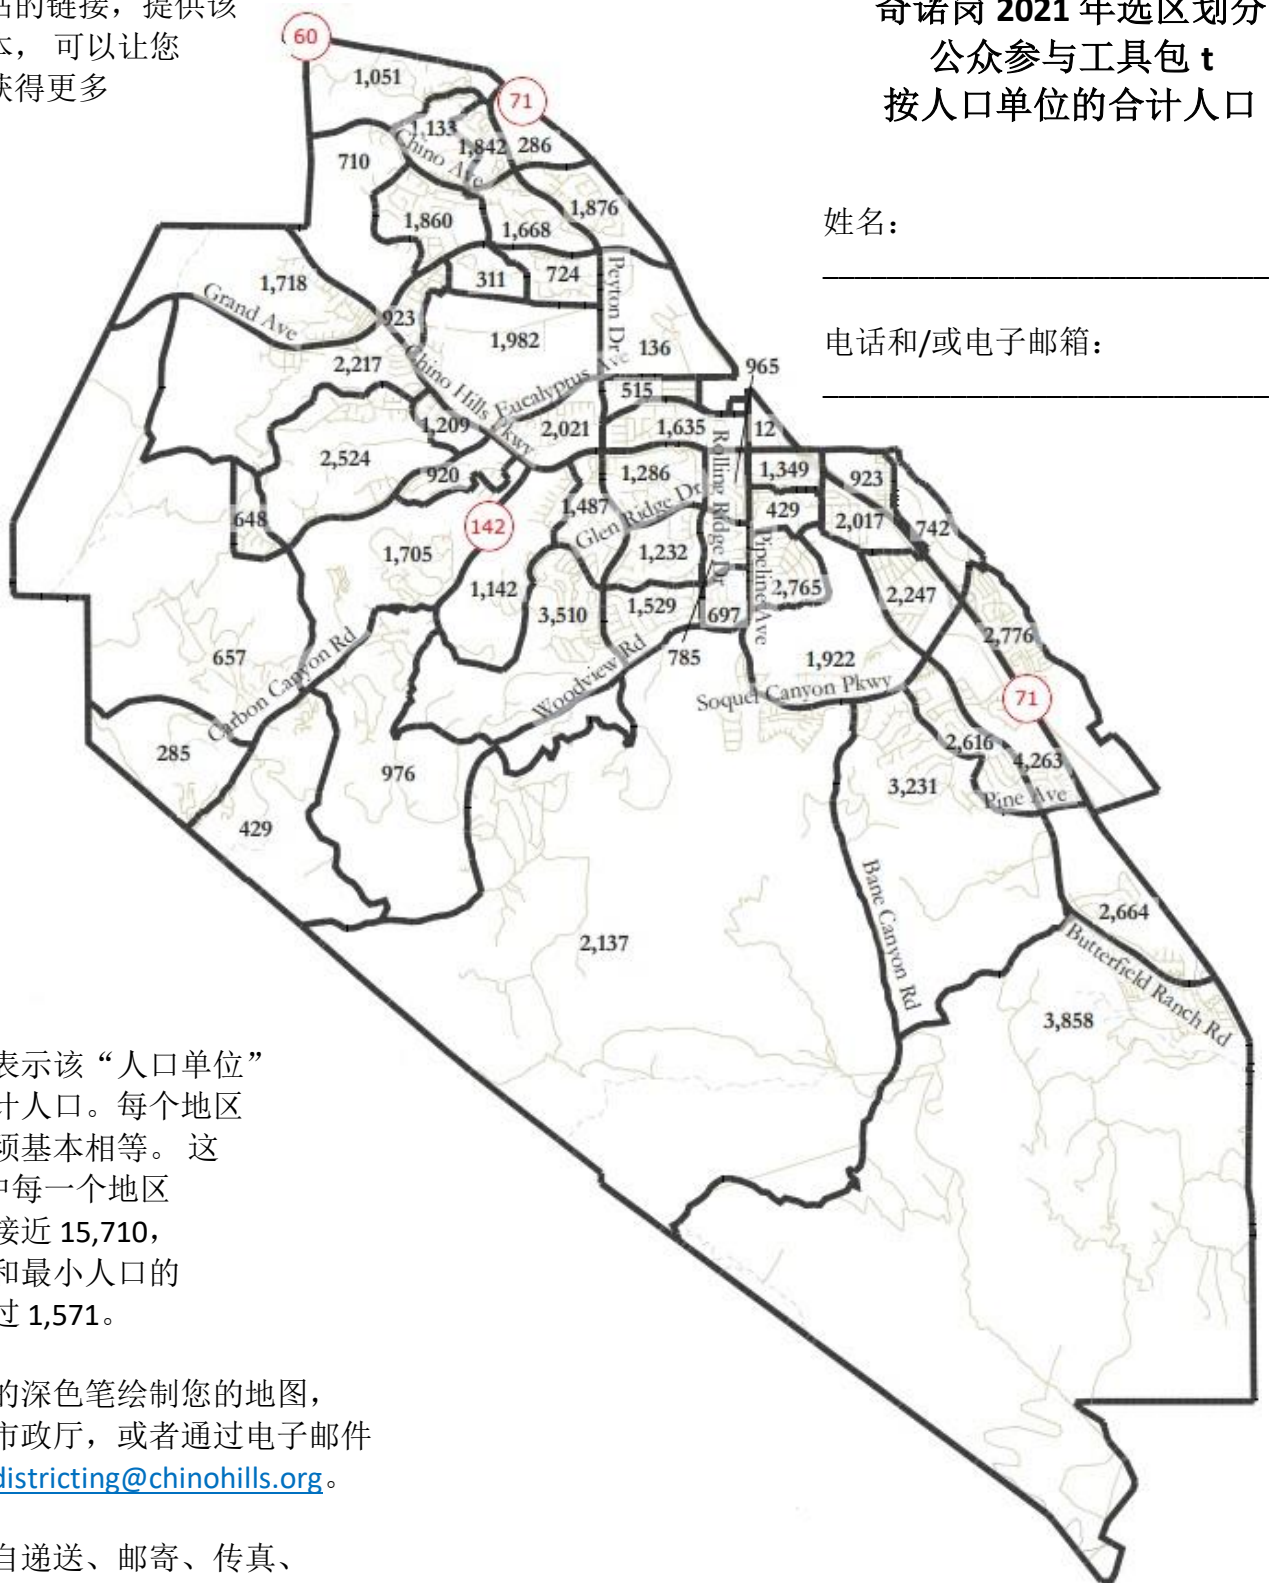 站的链接，提供该
本， 可以让您
获得更多
奇诺岗 2021 年选区划分
公众参与工具包 t
按人口单位的合计人口
姓名：
电话和/或电子邮箱：
60
1,051
71
1,133
1,842
286
Chino Ave
710
1,860
1,668
1,876
1,718
311
724
Peyton Dr
Grand Ave
923
1,982
136
2,217
Chino Hills Pkwy
Eucalyptus Ave
965
515
1,209
2,021
1,635
12
2,524
920
1,286
Rolling Ridge Dr
1,349
923
648
142
1,487
Glen Ridge Dr
429
2,017
742
1,705
1,232
Pipeline Ave
1,142
3,510
1,529
697
2,765
2,247
2,776
657
Carbon Canyon Rd
Woodview Rd
785
1,922
Soquel Canyon Pkwy
71
285
976
2,616
4,263
3,231
Pine Ave
429
Bane Canyon Rd
2,664
2,137
Butterfield Ranch Rd
3,858
表示该“人口单位”
计人口。每个地区
须基本相等。 这
中每一个地区
接近 15,710，
和最小人口的
过 1,571。
的深色笔绘制您的地图，
市政厅，或者通过电子邮件
districting@chinohills.org。
自递送、邮寄、传真、